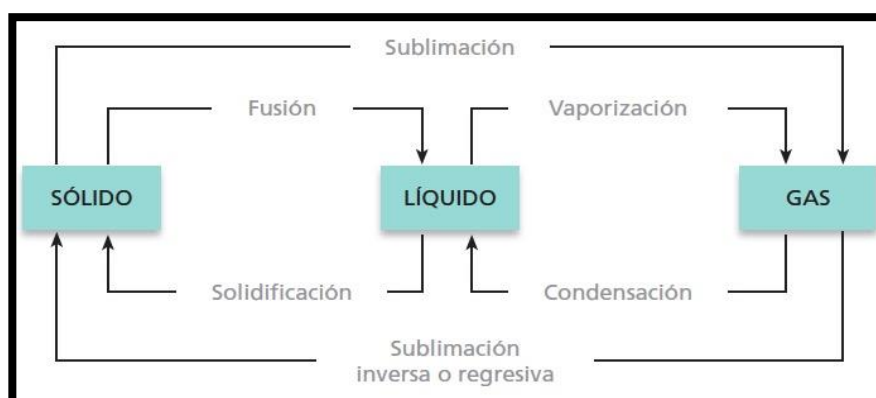 Sublimación
Fusión
Vaporización
SÓLIDO
LÍQUIDO
GAS
Solidificación
Condensación
Sublimación
inversa o regresiva